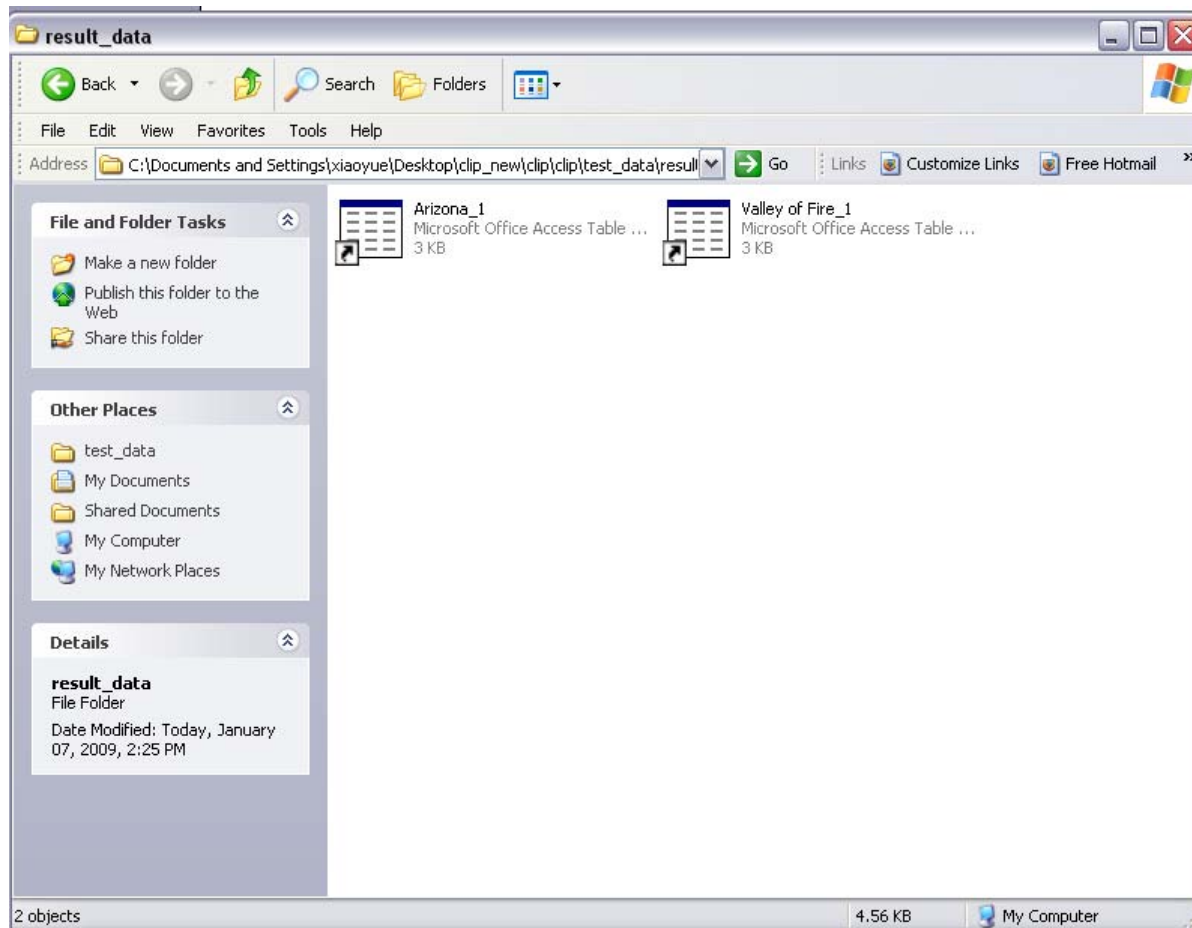 result_data
Back Search Folders
File Edit View Favorites Tools Help
Address C:\Documents and Settings\xiaoyue\Desktop\clip_new\clip\clip\test_data\result Go Links Customize Links Free Hotmail »
File and Folder Tasks
Make a new folder
Publish this folder to the
Web
Share this folder
Other Places
test_data
My Documents
Shared Documents
My Computer
My Network Places
Details
result_data
File Folder
Date Modified: Today, January
07, 2009, 2:25 PM
Arizona_1
Microsoft Office Access Table ...
3 KB
Valley of Fire_1
Microsoft Office Access Table ...
3 KB
2 objects 4.56 KB My Computer